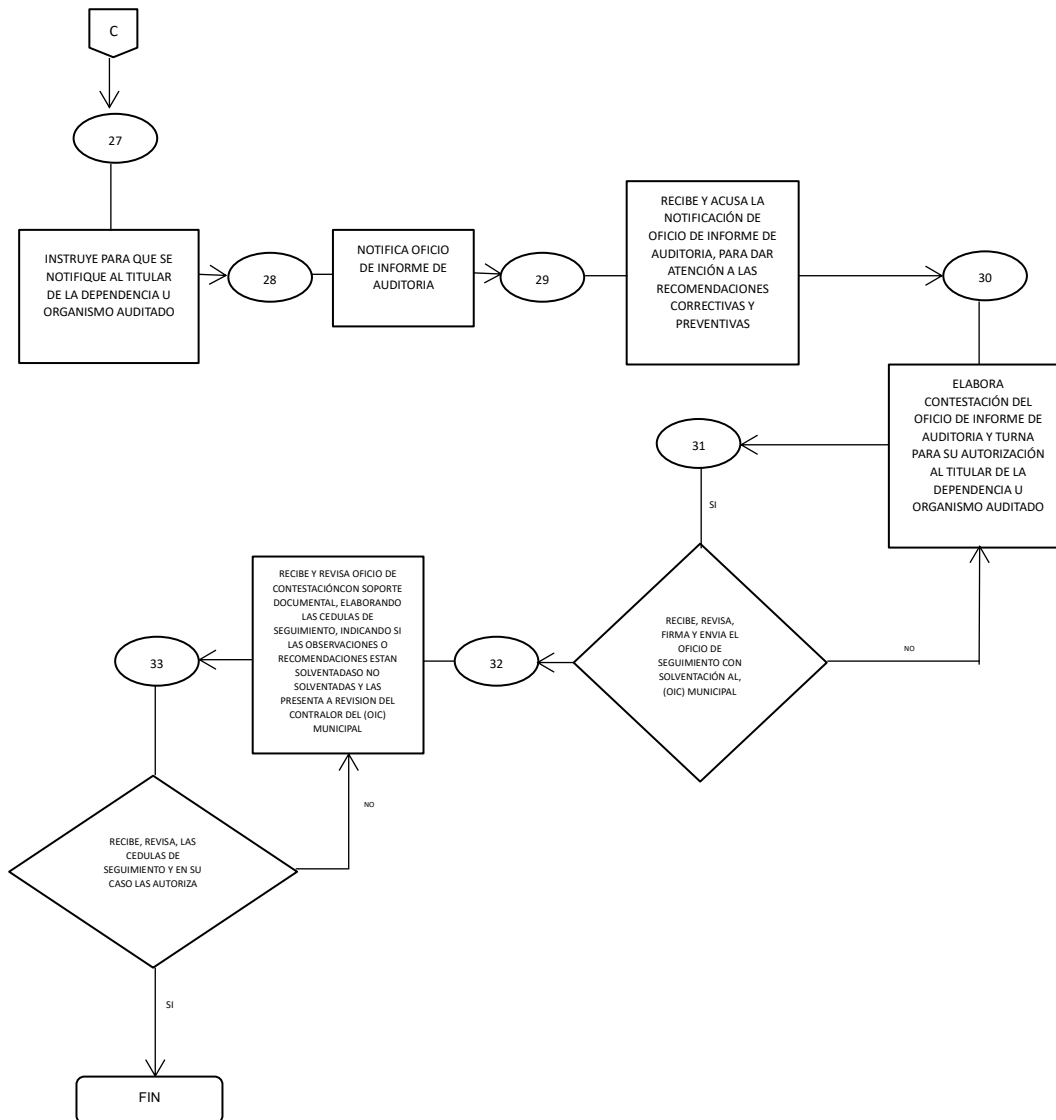 C
27
INSTRUYE PARA QUE SE
NOTIFIQUE AL TITULAR
DE LA DEPENDENCIA U
ORGANISMO AUDITADO
28
NOTIFICA OFICIO
DE INFORME DE
AUDITORIA
29
RECIBE Y ACUSA LA
NOTIFICACIÓN DE
OFICIO DE INFORME DE
AUDITORIA, PARA DAR
ATENCIÓN A LAS
RECOMENDACIONES
CORRECTIVAS Y
PREVENTIVAS
30
ELABORA
CONTESTACIÓN DEL
OFICIO DE INFORME DE
AUDITORIA Y TURNA
PARA SU AUTORIZACIÓN
AL TITULAR DE LA
DEPENDENCIA U
ORGANISMO AUDITADO
31
SI
RECIBE, REVISA,
FIRMA Y ENVIA EL
OFICIO DE
SEGUIMIENTO CON
SOLVENTACIÓN AL,
(OIC) MUNICIPAL
NO
32
RECIBE Y REVISA OFICIO DE
CONTESTACIÓNCON SOPORTE
DOCUMENTAL, ELABORANDO
LAS CEDULAS DE
SEGUIMIENTO, INDICANDO SI
LAS OBSERVACIONES O
RECOMENDACIONES ESTAN
SOLVENTADASO NO
SOLVENTADAS Y LAS
PRESENTA A REVISION DEL
CONTRALOR DEL (OIC)
MUNICIPAL
33
NO
RECIBE, REVISA, LAS
CEDULAS DE
SEGUIMIENTO Y EN SU
CASO LAS AUTORIZA
SI
FIN